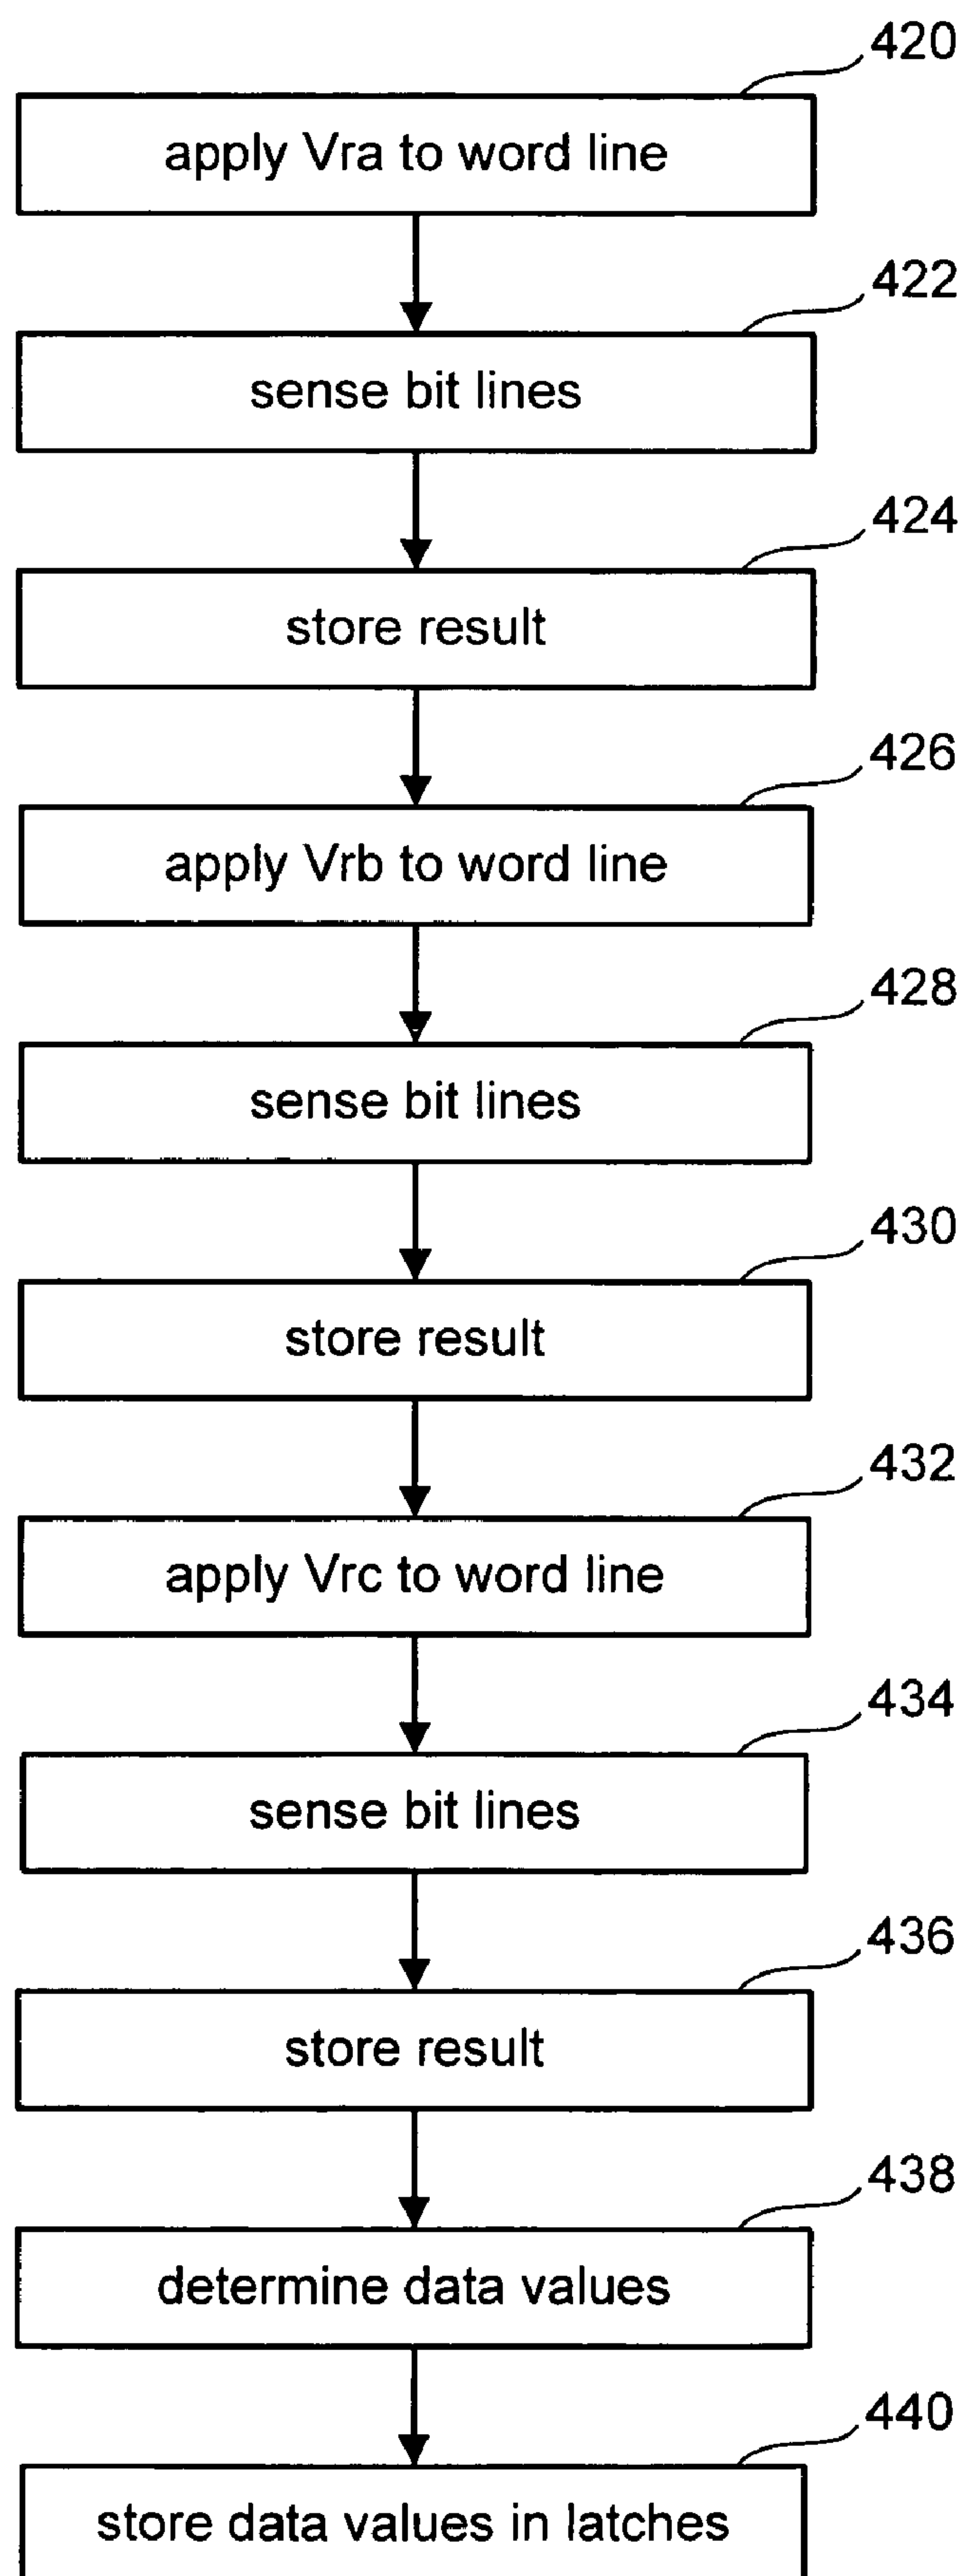 420
apply Vra to word line
422
sense bit lines
424
store result
426
apply Vrb to word line
428
sense bit lines
430
store result
432
apply Vrc to word line
434
sense bit lines
436
store result
438
determine data values
440
store data values in latches